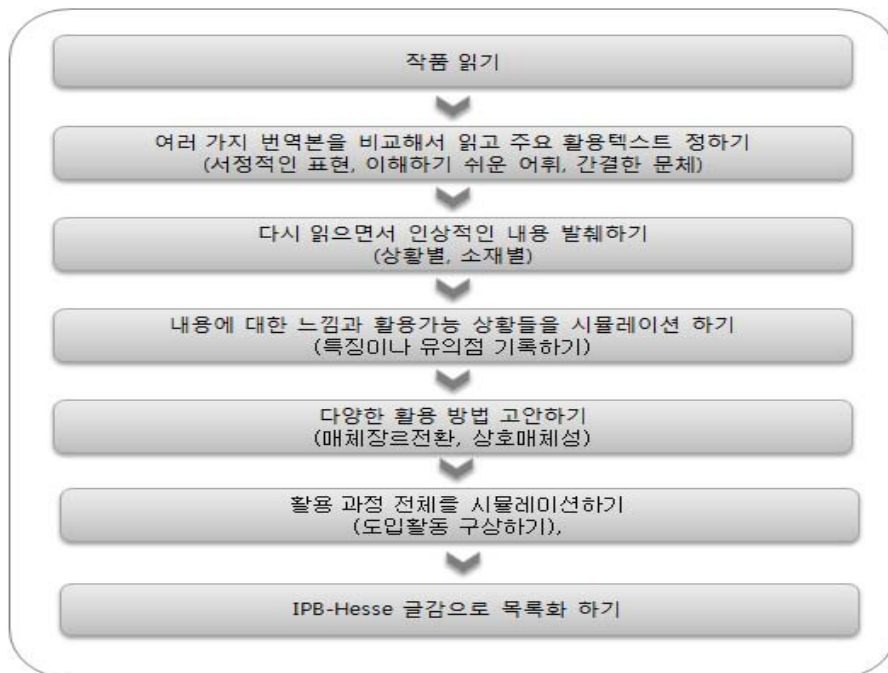 작품 읽기
여러 가지 번역본을 비교해서 읽고 주요 활용텍스트 정하기
(서정적인 표현, 이해하기 쉬운 어휘, 간결한 문체)
다시 읽으면서 인상적인 내용 발췌하기
(상황별, 소재별)
내용에 대한 느낌과 활용가능 상황들을 시뮬레이션 하기
(특징이나 유의점 기록하기)
다양한 활용 방법 고안하기
(매체장르전환, 상호매체성)
활용 과정 전체를 시뮬레이션하기
(도입활동 구상하기),
IPB-Hesse 글감으로 목록화 하기